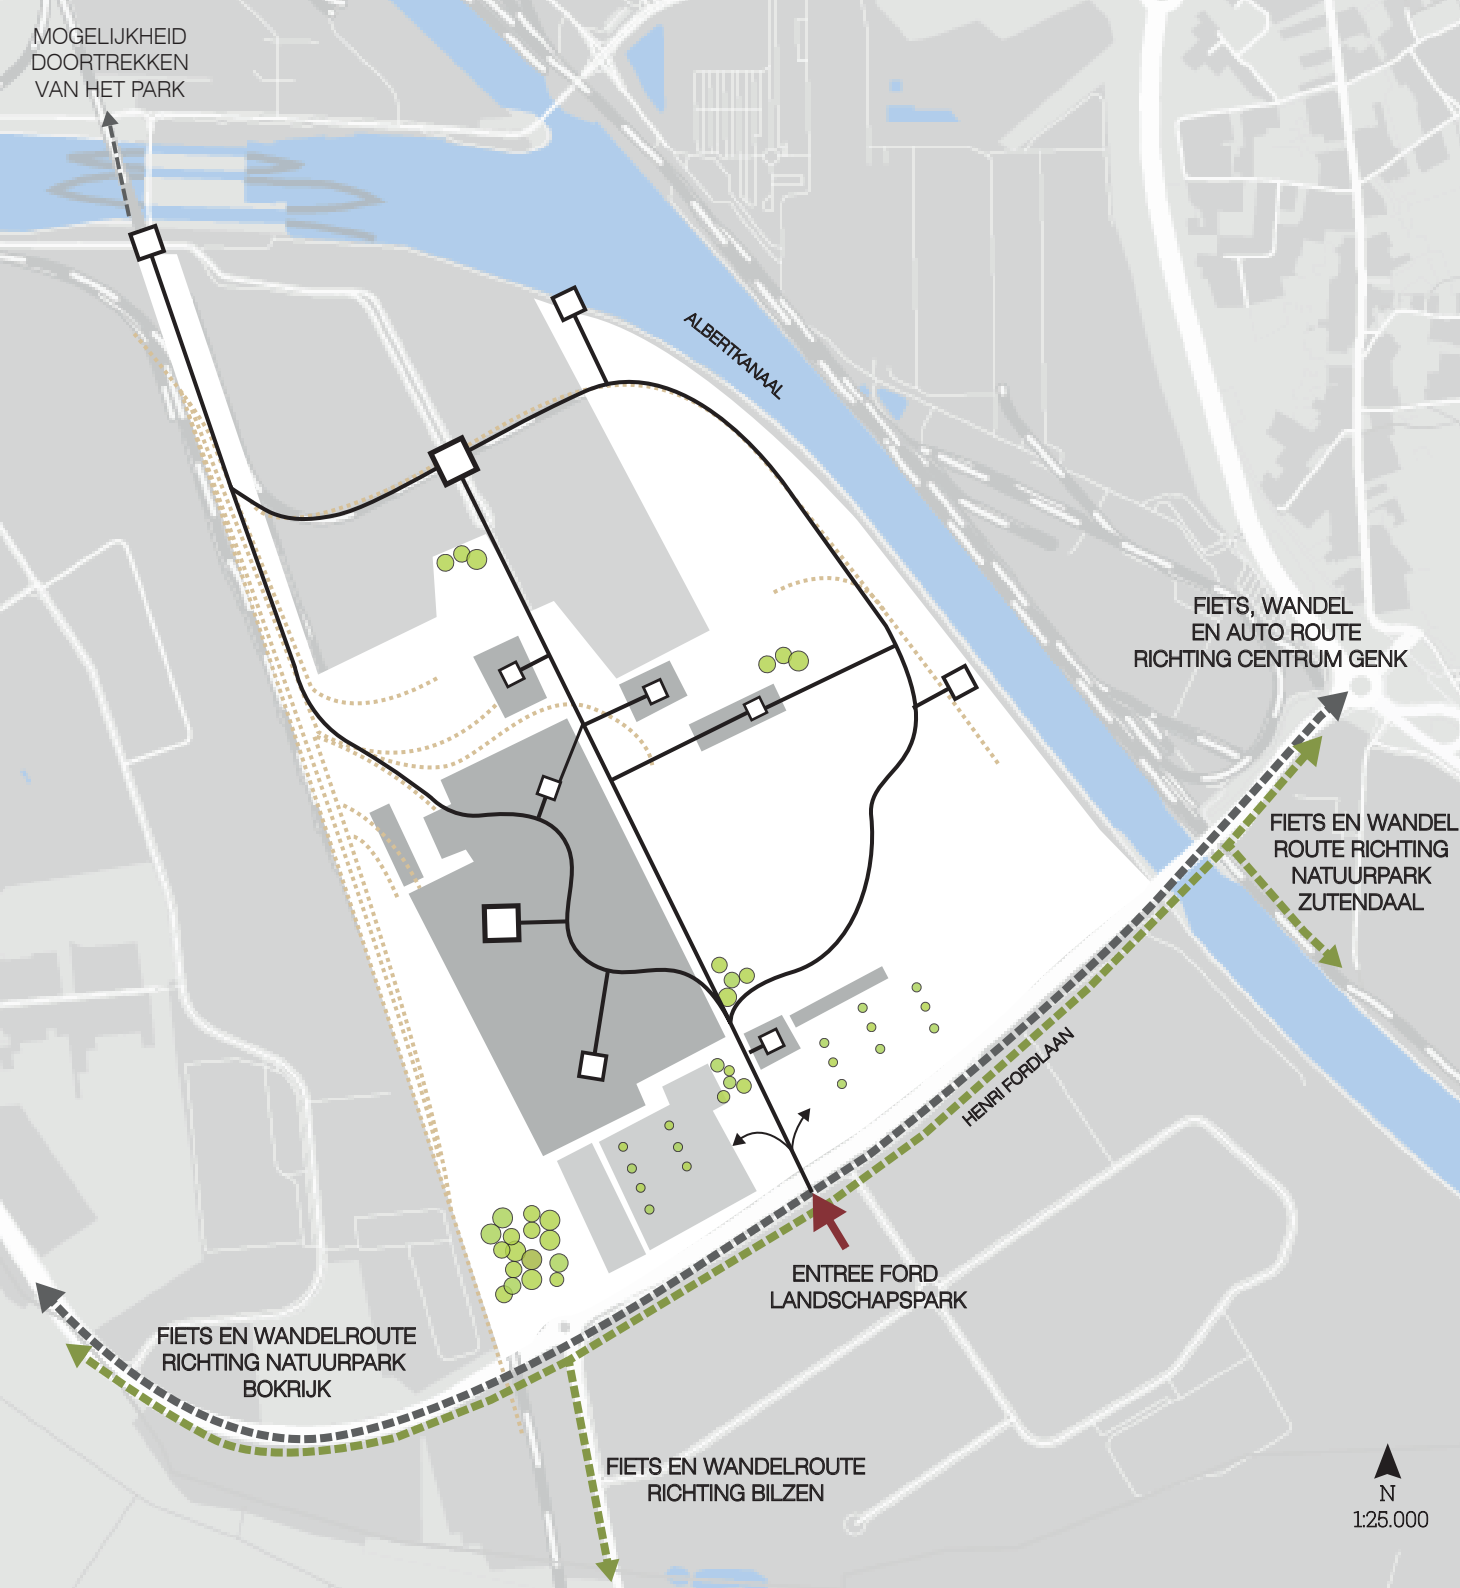 MOGELIJKHEID
DOORTREKKEN
VAN HET PARK
ALBERTKANAAL
FIETS, WANDEL
EN AUTO ROUTE
RICHTING CENTRUM GENK
FIETS EN WANDEL
ROUTE RICHTING
NATUURPARK
ZUTENDAAL
HENRI FORDLAAN
ENTREE FORD
LANDSCHAPSPARK
FIETS EN WANDELROUTE
RICHTING NATUURPARK
BOKRIJK
FIETS EN WANDELROUTE
RICHTING BILZEN
N
1:25.000